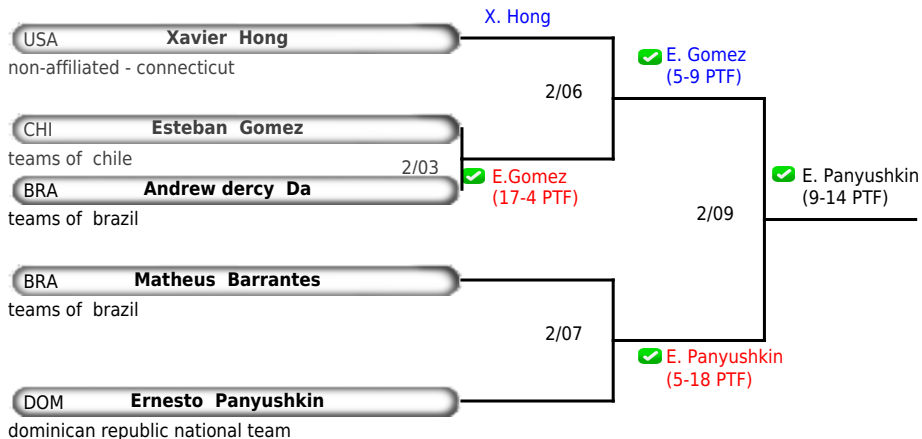 X. Hong
USA Xavier Hong
non-affiliated - connecticut
E. Gomez
(5-9 PTF)
2/06
CHI Esteban Gomez
teams of chile
2/03
E.Gomez
(17-4 PTF)
BRA Andrew dercy Da
teams of brazil
E. Panyushkin
(9-14 PTF)
2/09
BRA Matheus Barrantes
teams of brazil
2/07
E. Panyushkin
(5-18 PTF)
DOM Ernesto Panyushkin
dominican republic national team